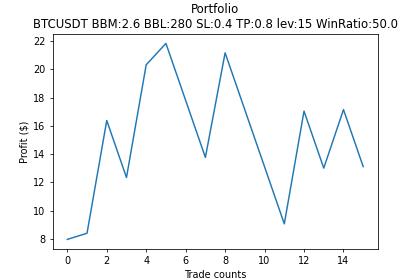 Portfolio
BTCUSDT BBM:2.6 BBL:280 SL:0.4 TP:0.8 lev:15 WinRatio:50.0
22
20
18
16
14
12
10
8
Profit ($)
0 2 4 6 8 10 12 14
Trade counts